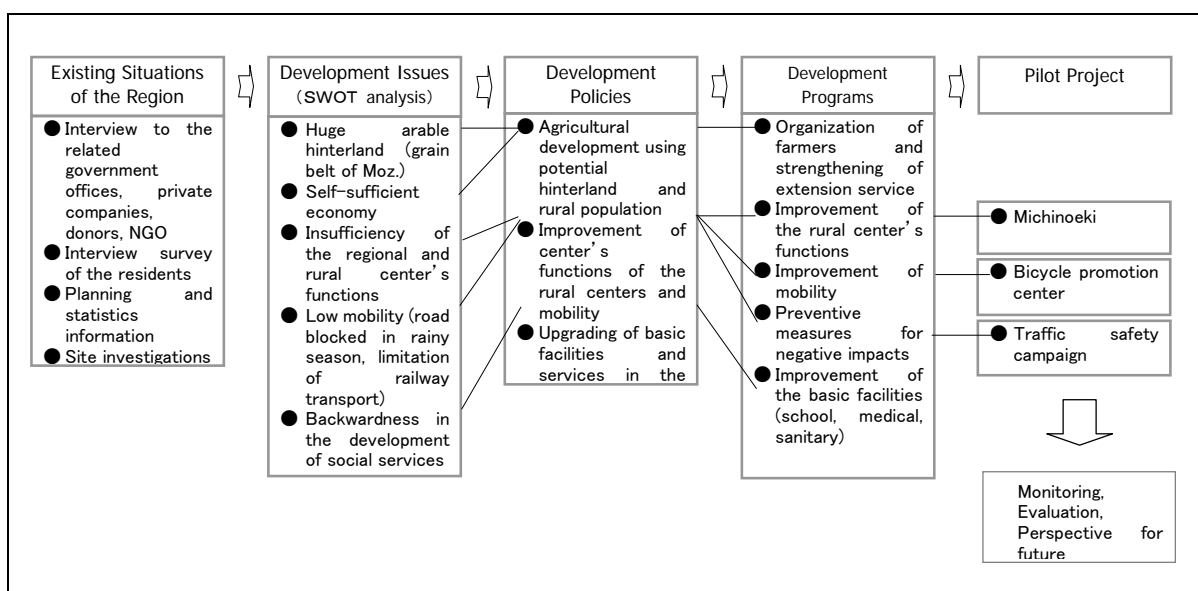 Existing Situations
of the Region
● Interview to the
related
government
offices, private
companies,
donors, NGO
● Interview survey
of the residents
● Planning and
statistics
information
● Site investigations
Development Issues
(SWOT analysis)
● Huge arable
hinterland (grain
belt of Moz.)
● Self-sufficient
economy
● Insufficiency of
the regional and
rural center's
functions
● Low mobility (road
blocked in rainy
season, limitation
of railway
transport)
● Backwardness in
the development
of social services
Development
Policies
● Agricultural
development using
potential
hinterland and
rural population
● Improvement of
center's
functions of the
rural centers and
mobility
● Upgrading of basic
facilities and
services in the
Development
Programs
● Organization of
farmers and
strengthening of
extension service
● Improvement of
the rural center's
functions
● Improvement of
mobility
● Preventive
measures for
negative impacts
● Improvement of
the basic facilities
(school, medical,
sanitary)
Pilot Project
● Michinoeki
● Bicycle promotion
center
● Traffic safety
campaign
Monitoring,
Evaluation,
Perspective for
future